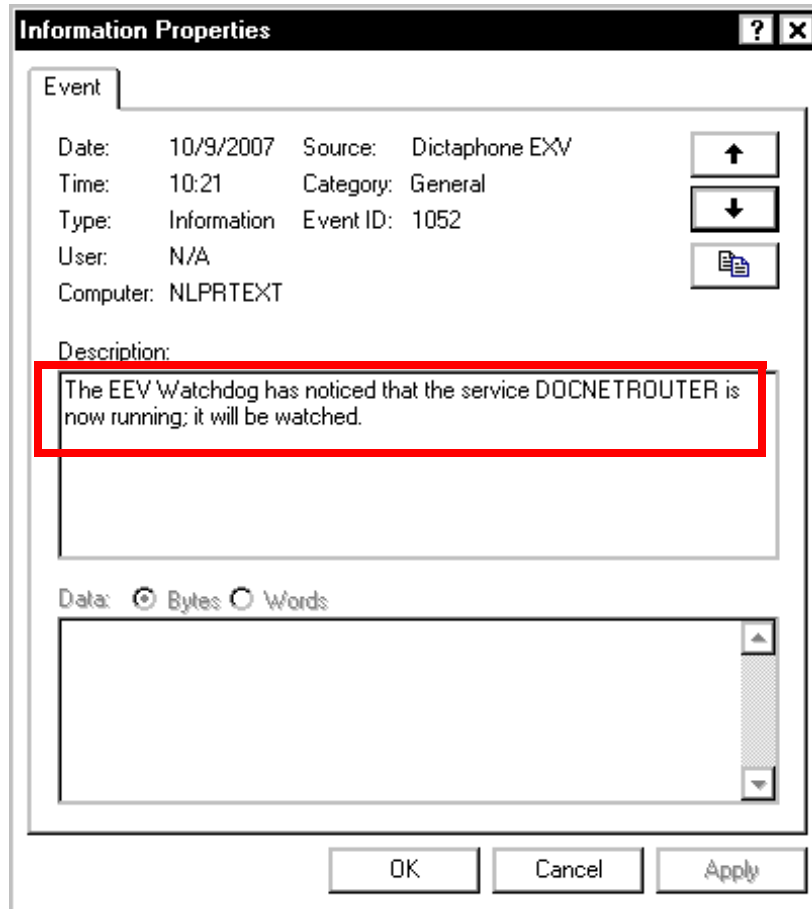 Information Properties
Event
Date: 10/9/2007 Source: Dictaphone EXV
Time: 10:21 Category: General
Type: Information Event ID: 1052
User: N/A
Computer: NLPRTEXT
Description:
The EEV Watchdog has noticed that the service DOCNETROUTER is
now running; it will be watched.
Data: Bytes Words
OK Cancel Apply